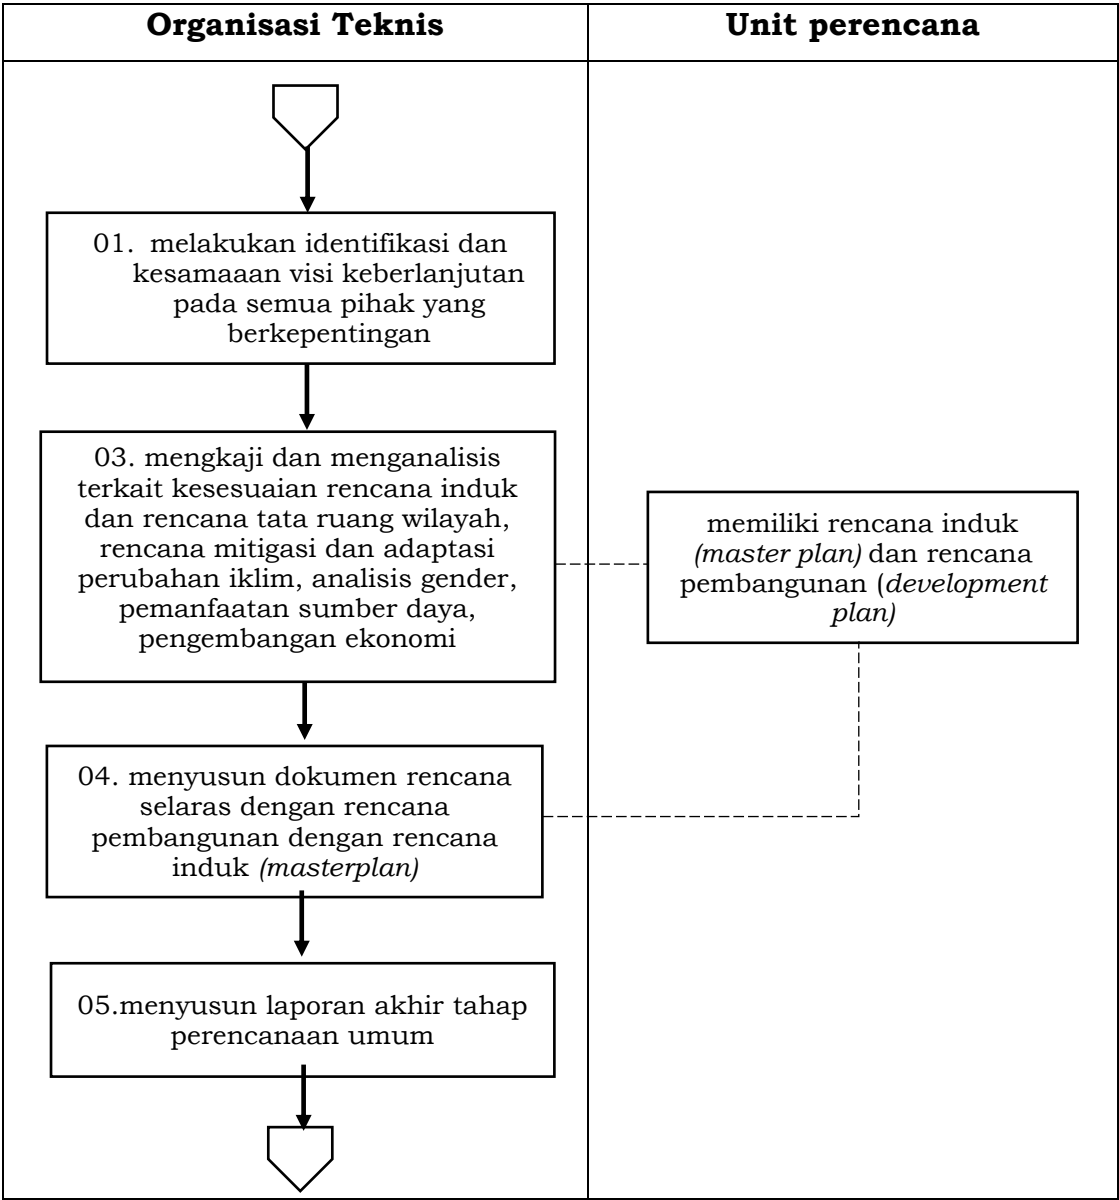 Organisasi Teknis
Unit perencana
01. melakukan identifikasi dan
kesamaaan visi keberlanjutan
pada semua pihak yang
berkepentingan
03. mengkaji dan menganalisis
terkait kesesuaian rencana induk
dan rencana tata ruang wilayah,
rencana mitigasi dan adaptasi
perubahan iklim, analisis gender,
pemanfaatan sumber daya,
pengembangan ekonomi
memiliki rencana induk
(master plan) dan rencana
pembangunan (development
plan)
04. menyusun dokumen rencana
selaras dengan rencana
pembangunan dengan rencana
induk (masterplan)
05.menyusun laporan akhir tahap
perencanaan umum